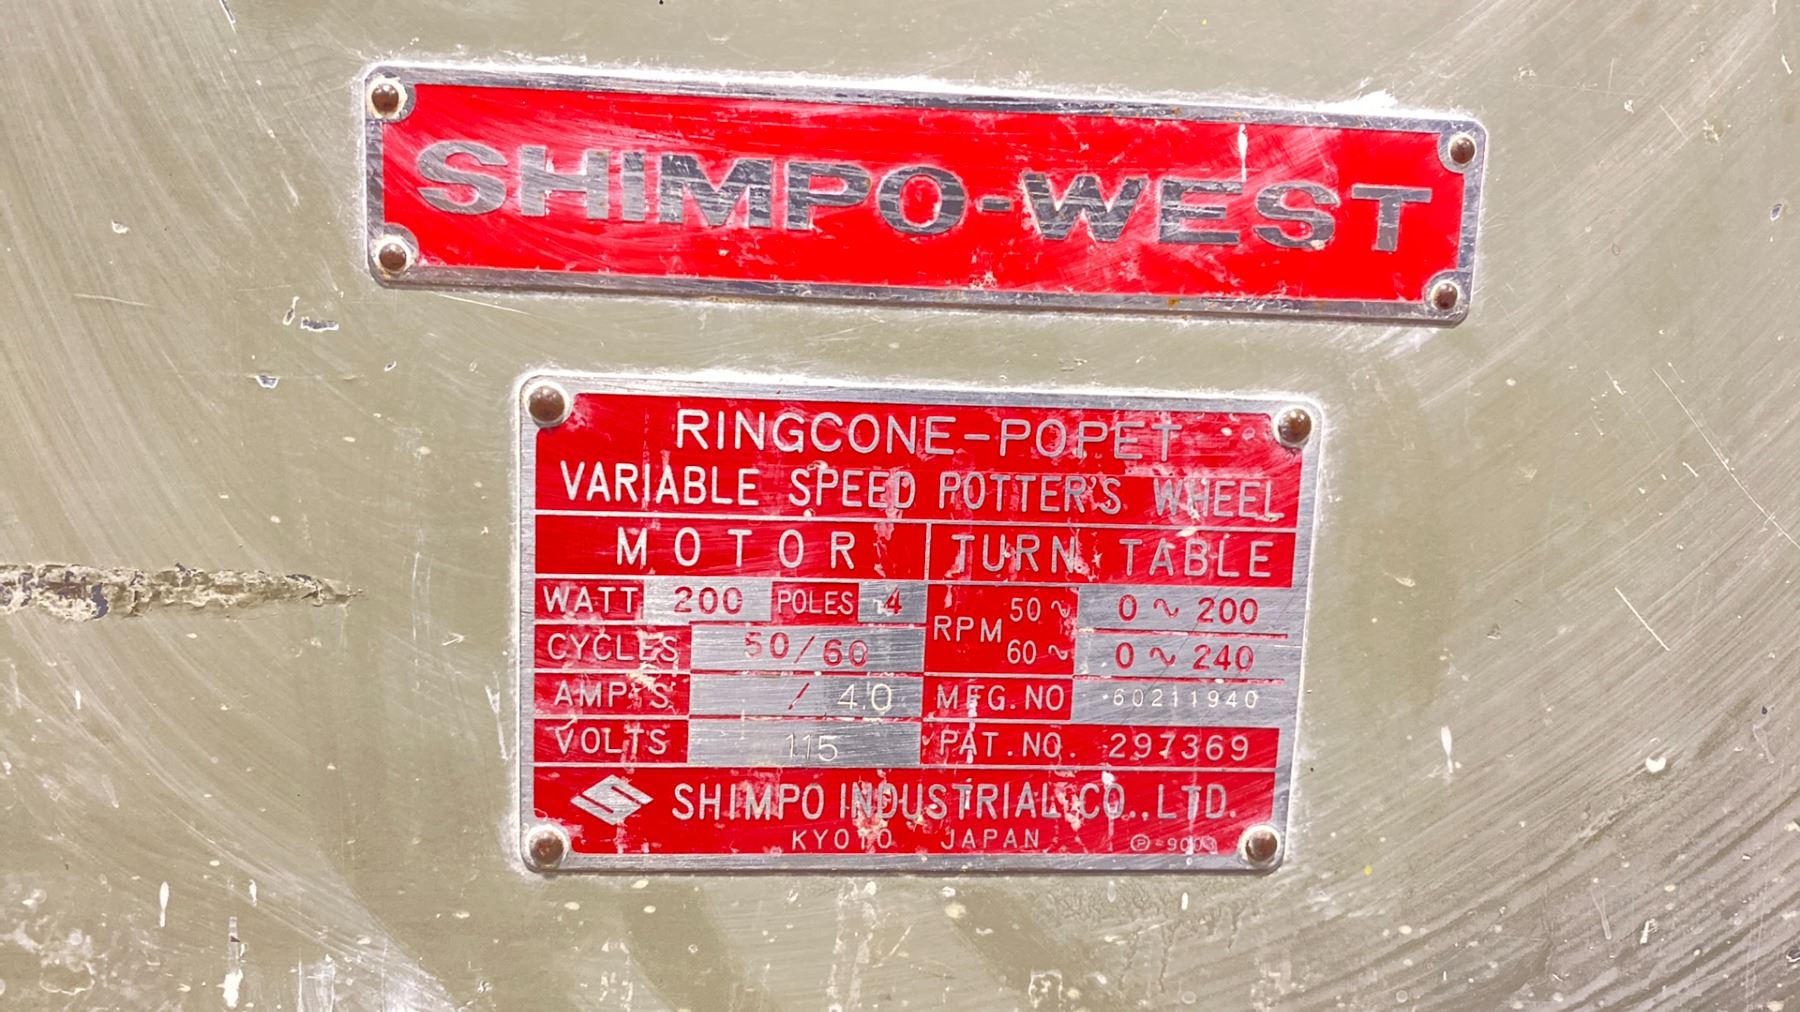 SHIMPO-WEST
RINGCONE-POPET
VARIABLE SPEED POTTER'S WHEEL
MOTOR TURN TABLE
WATT 200 POLES 4 RPM 50~ 0~200
CYCLES 50/60 60~ 0~240
AMP'S / 4.0 MFG.NO 60211940
VOLTS 115 PAT.NO. 297369
SHIMPO INDUSTRIAL CO.,LTD.
KYOTO JAPAN